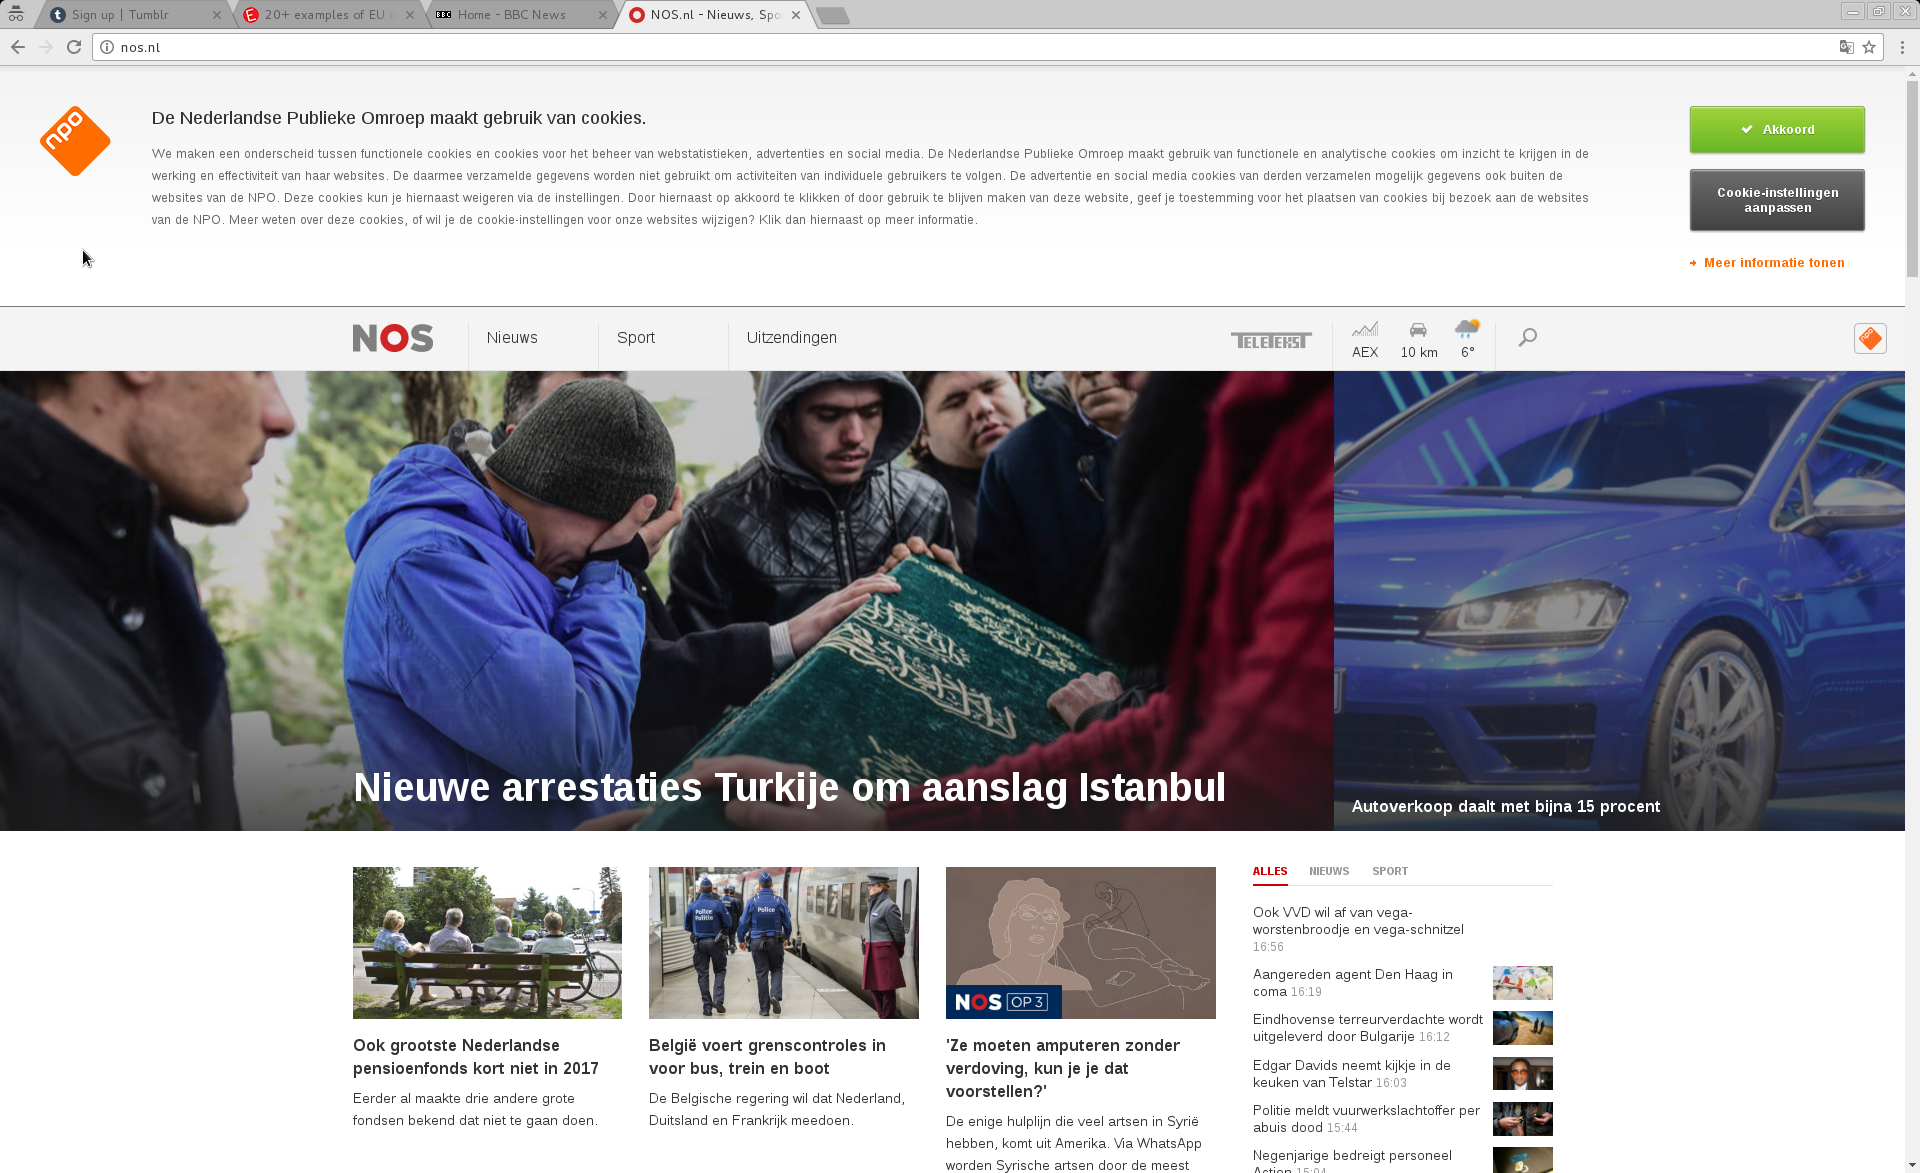 Sign up | Tumblr
20+ examples of EU c
Home - BBC News
NOS.nl - Nieuws, Spo
nos.nl
npo
De Nederlandse Publieke Omroep maakt gebruik van cookies.
We maken een onderscheid tussen functionele cookies en cookies voor het beheer van webstatistieken, advertenties en social media. De Nederlandse Publieke Omroep maakt gebruik van functionele en analytische cookies om inzicht te krijgen in de
werking en effectiviteit van haar websites. De daarmee verzamelde gegevens worden niet gebruikt om activiteiten van individuele gebruikers te volgen. De advertentie en social media cookies van derden verzamelen mogelijk gegevens ook buiten de
websites van de NPO. Deze cookies kun je hiernaast weigeren via de instellingen. Door hiernaast op akkoord te klikken of door gebruik te blijven maken van deze website, geef je toestemming voor het plaatsen van cookies bij bezoek aan de websites
van de NPO. Meer weten over deze cookies, of wil je de cookie-instellingen voor onze websites wijzigen? Klik dan hiernaast op meer informatie.
Akkoord
Cookie-instellingen
aanpassen
Meer informatie tonen
NOS
Nieuws
Sport
Uitzendingen
TELETEKST
AEX
10 km
6°
npo
Nieuwe arrestaties Turkije om aanslag Istanbul
Autoverkoop daalt met bijna 15 procent
Police
Politie
Police
NOS OP 3
Ook grootste Nederlandse
pensioenfonds kort niet in 2017
Eerder al maakte drie andere grote
fondsen bekend dat niet te gaan doen.
België voert grenscontroles in
voor bus, trein en boot
De Belgische regering wil dat Nederland,
Duitsland en Frankrijk meedoen.
'Ze moeten amputeren zonder
verdoving, kun je je dat
voorstellen?'
De enige hulplijn die veel artsen in Syrië
hebben, komt uit Amerika. Via WhatsApp
worden Syrische artsen door de meest
ALLES
NIEUWS
SPORT
Ook VVD wil af van vega-
worstenbroodje en vega-schnitzel
16:56
Aangereden agent Den Haag in
coma 16:19
Eindhovense terreurverdachte wordt
uitgeleverd door Bulgarije 16:12
Edgar Davids neemt kijkje in de
keuken van Telstar 16:03
Politie meldt vuurwerkslachtoffer per
abuis dood 15:44
Negenjarige bedreigt personeel
Action 15:04